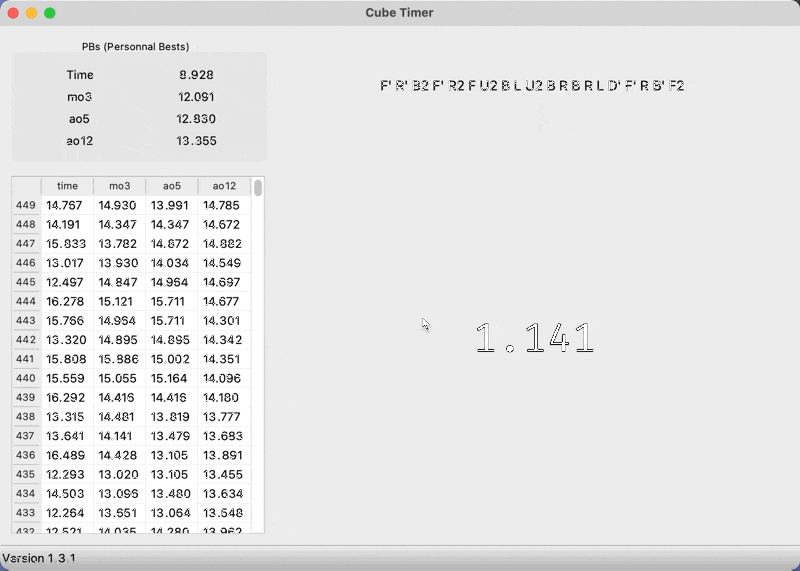 Cube Timer
PBs (Personnal Bests)
Time 8.928
mo3 12.091
ao5 12.830
ao12 13.355
F' R' B2 F' R2 F U2 B L U2 B R B R L D' F' R B' F2
time mo3 ao5 ao12
449 14.767 14.930 13.991 14.785
448 14.191 14.347 14.347 14.672
447 15.833 13.782 14.872 14.882
446 13.017 13.930 14.034 14.549
445 12.497 14.847 14.964 14.697
444 16.278 15.121 15.711 14.677
443 15.766 14.964 15.711 14.301
442 13.320 14.895 14.895 14.342
441 15.808 15.886 15.002 14.351
440 15.559 15.055 15.164 14.096
439 16.292 14.416 14.416 14.180
438 13.315 14.481 13.819 13.777
437 13.641 14.141 13.479 13.683
436 16.489 14.428 13.105 13.891
435 12.293 13.020 13.105 13.455
434 14.503 13.096 13.480 13.634
433 12.264 13.651 13.064 13.548
432 12.521 14.035 14.280 13.962
1.141
Version 1.3.1